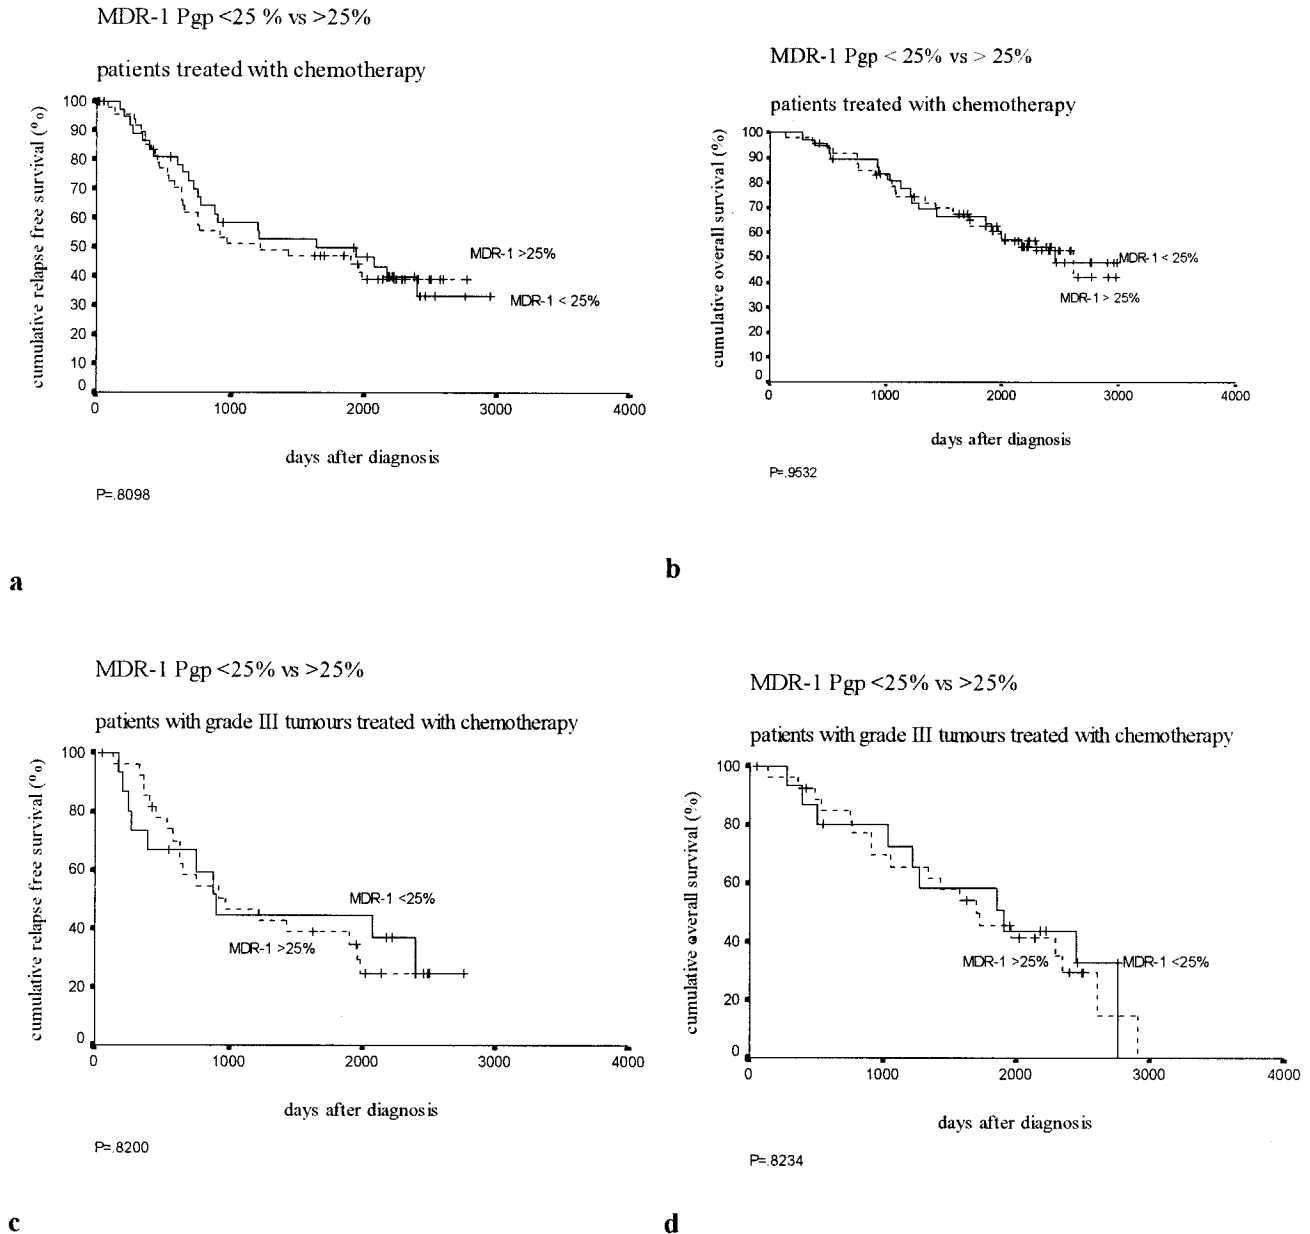 MDR-1 Pgp <25 % vs >25%
patients treated with chemotherapy
cumulative relapse free survival (%)
100
90
80
70
60
50
40
30
20
10
0
0 1000 2000 3000 4000
MDR-1 >25%
MDR-1 < 25%
days after diagnosis
P=.8098
a
MDR-1 Pgp < 25% vs > 25%
patients treated with chemotherapy
cumulative overall survival (%)
100
90
80
70
60
50
40
30
20
10
0
0 1000 2000 3000 4000
MDR-1 < 25%
MDR-1 > 25%
days after diagnosis
P=.9532
b
MDR-1 Pgp <25% vs >25%
patients with grade III tumours treated with chemotherapy
cumulative relapse free survival (%)
100
80
60
40
20
0
0 1000 2000 3000 4000
MDR-1 <25%
MDR-1 >25%
days after diagnosis
P=.8200
c
MDR-1 Pgp <25% vs >25%
patients with grade III tumours treated with chemotherapy
cumulative overall survival (%)
100
80
60
40
20
0
0 1000 2000 3000 4000
MDR-1 >25%
MDR-1 <25%
days after diagnosis
P=.8234
d